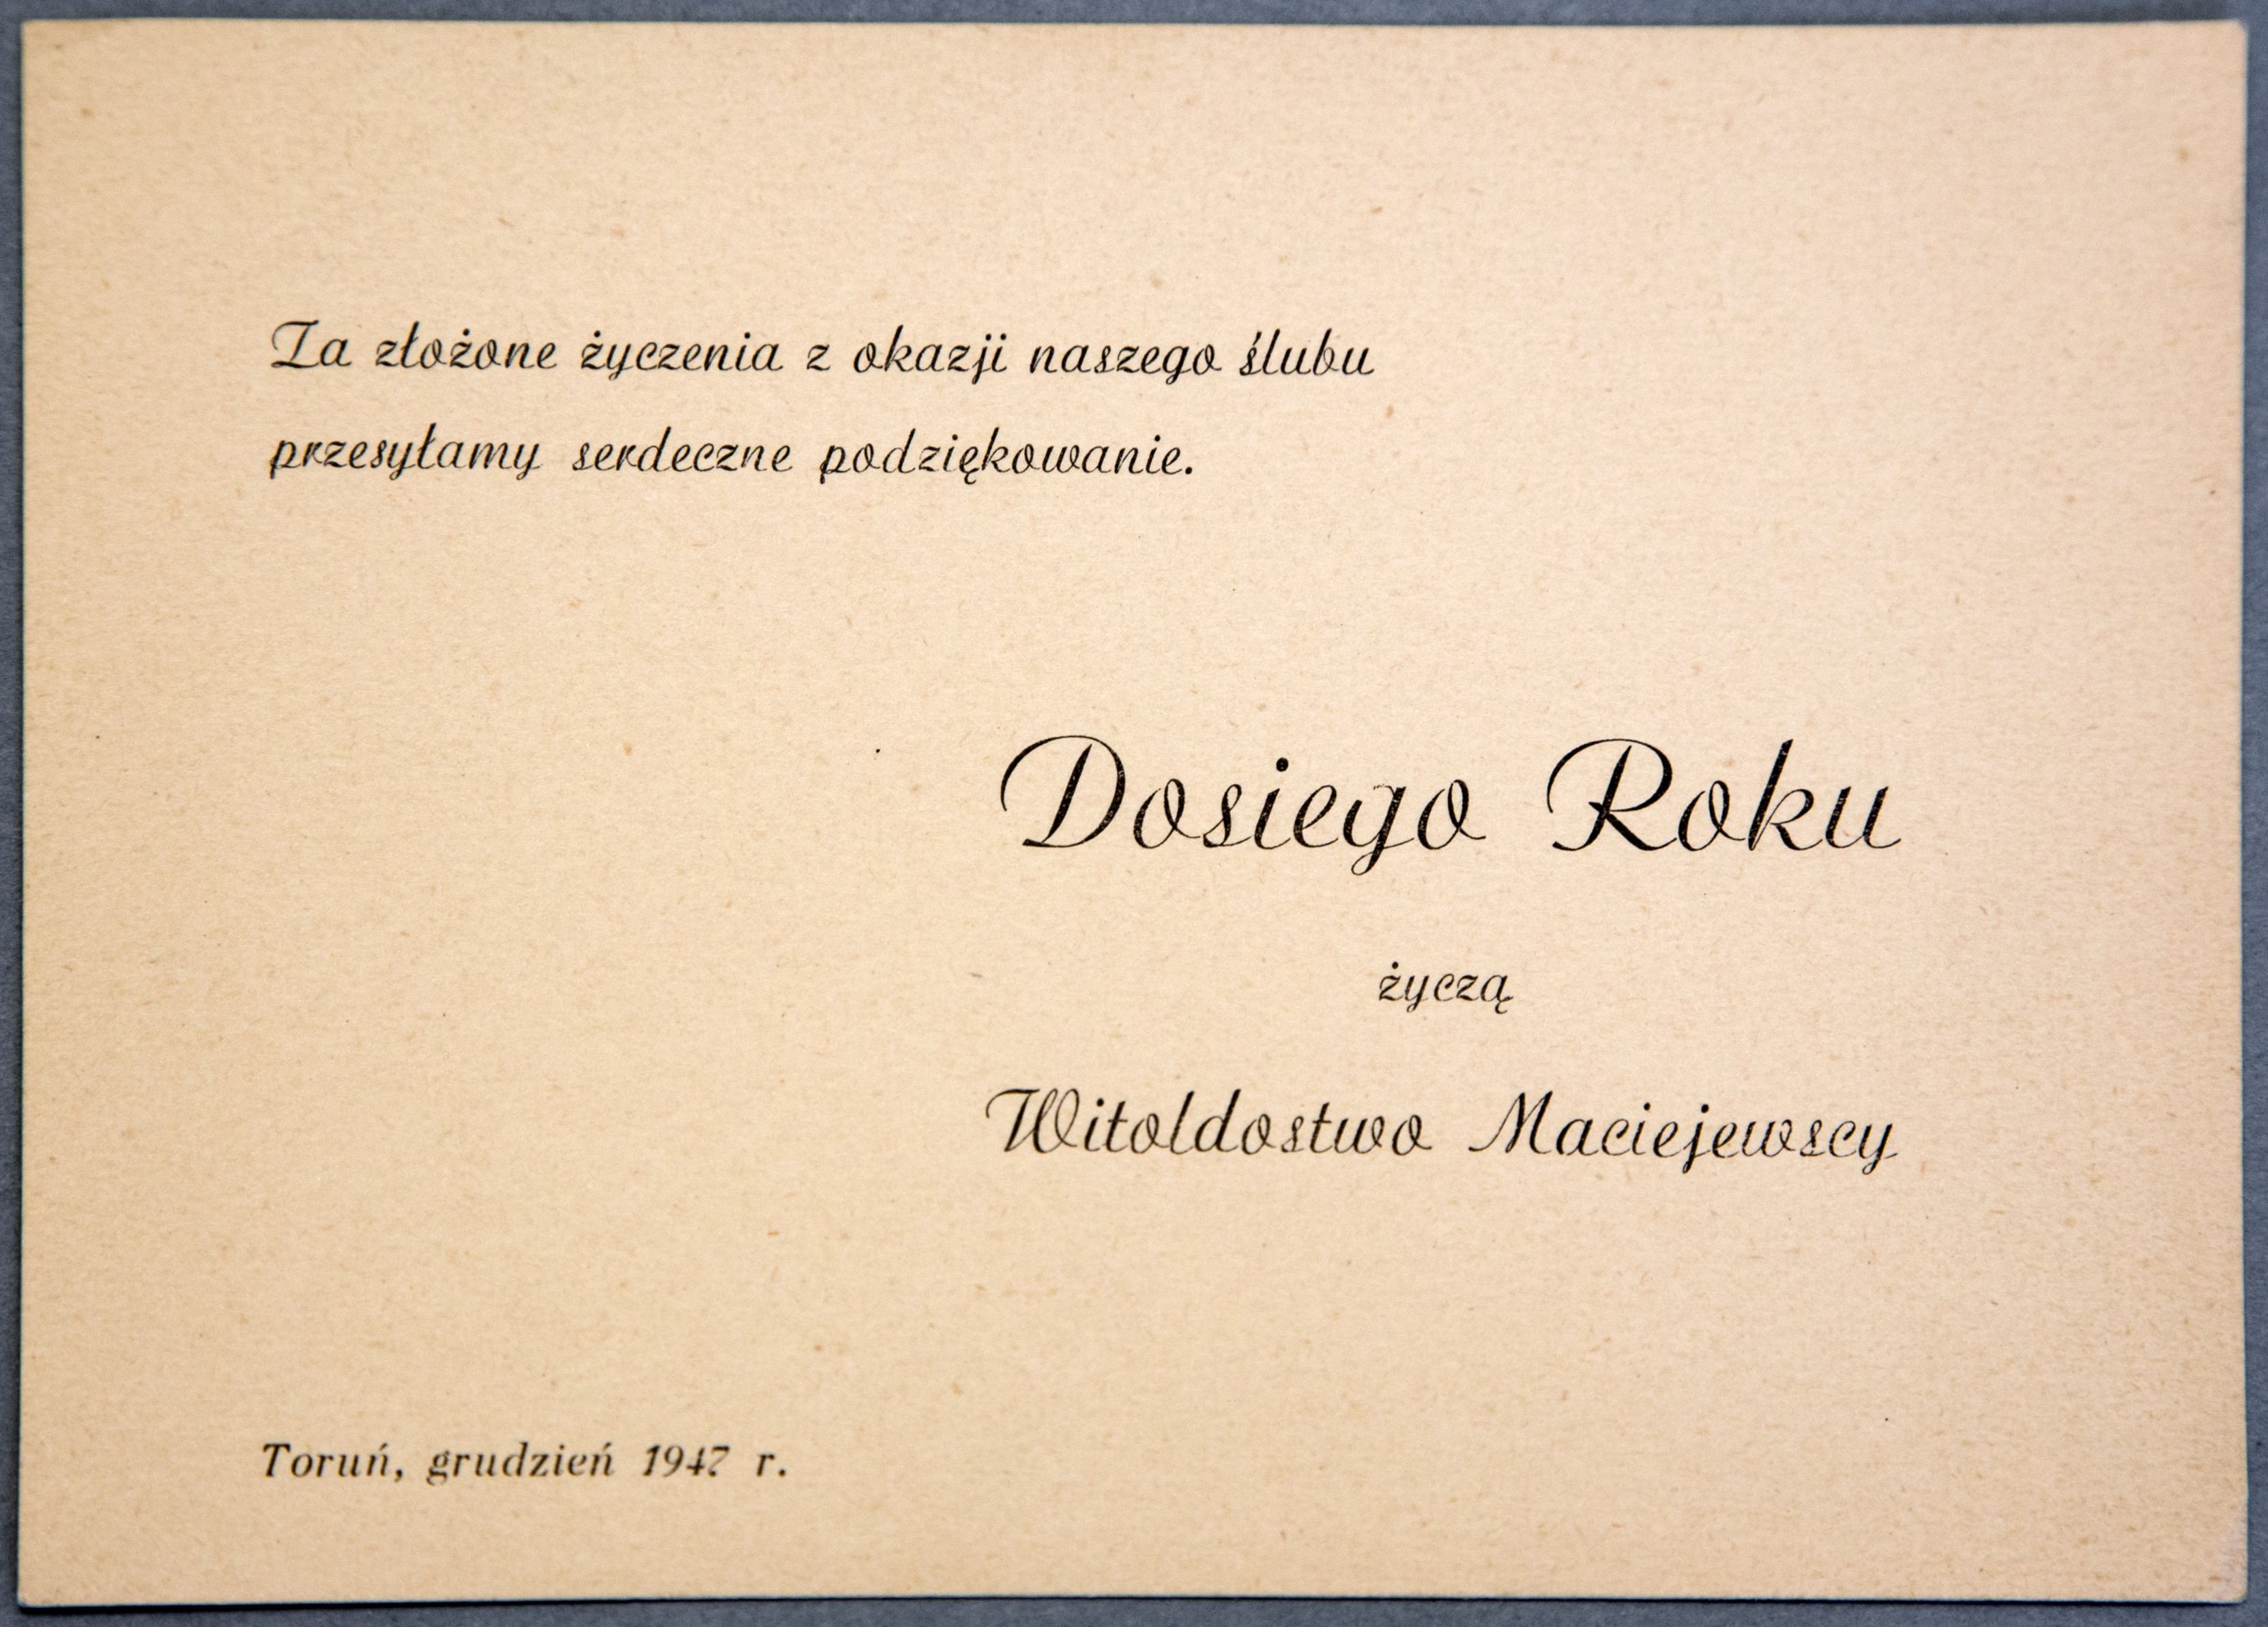 Za złożone życzenia z okazji naszego ślubu
przesyłamy serdeczne podziękowanie.
Dosiego Roku
życzą
Witoldostwo Maciejewscy
Toruń, grudzień 1947 r.